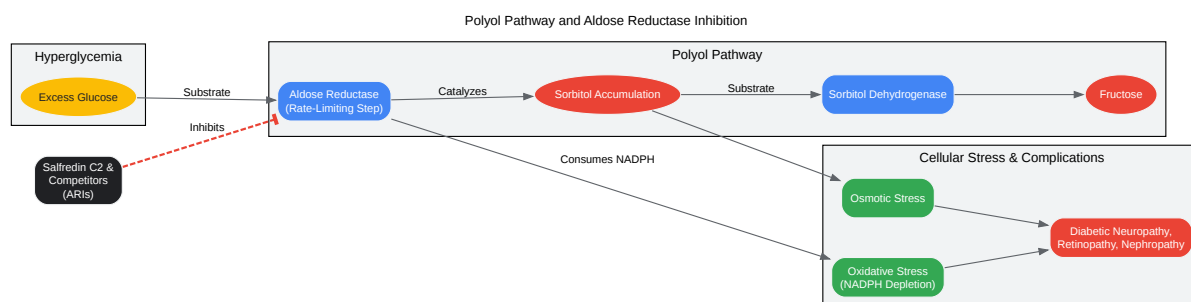 Polyol Pathway and Aldose Reductase Inhibition
Hyperglycemia
Polyol Pathway
Excess Glucose
Substrate
Aldose Reductase
(Rate-Limiting Step)
Catalyzes
Sorbitol Accumulation
Substrate
Sorbitol Dehydrogenase
Fructose
Inhibits
Salfredin C2 &
Competitors
(ARIs)
Consumes NADPH
Cellular Stress & Complications
Osmotic Stress
Diabetic Neuropathy,
Retinopathy, Nephropathy
Oxidative Stress
(NADPH Depletion)